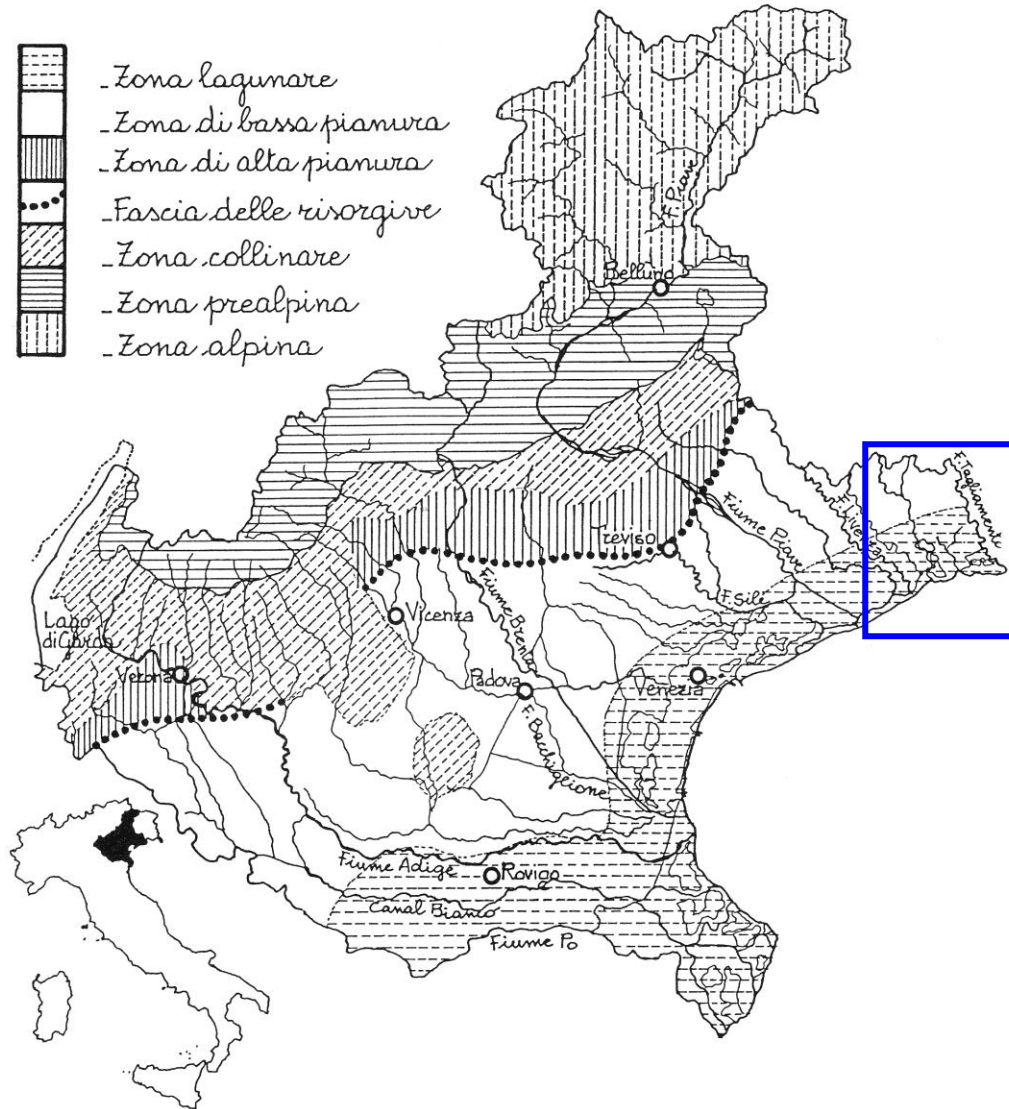 - Zona lagunare
- Zona di bassa pianura
- Zona di alta pianura
- Fascia delle risorgive
- Zona collinare
- Zona prealpina
- Zona alpina
F. Piave
Belluno
F. Tagliamento
F. Livenza
Fiume Piave
Treviso
F. Sile
Fiume Brenta
Vicenza
Lago
di Garda
Verona
Padova
Venezia
F. Bacchiglione
Fiume Adige
Rovigo
Canal Bianco
Fiume Po